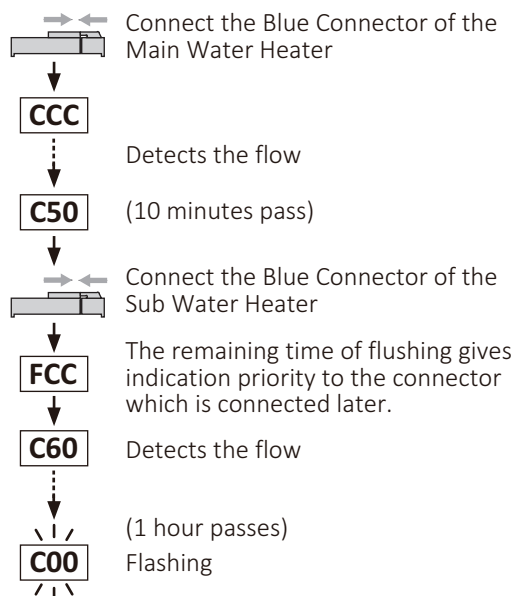 Connect the Blue Connector of the
Main Water Heater
CCC
Detects the flow
C50
(10 minutes pass)
Connect the Blue Connector of the
Sub Water Heater
FCC
The remaining time of flushing gives
indication priority to the connector
which is connected later.
C60
Detects the flow
(1 hour passes)
C00
Flashing